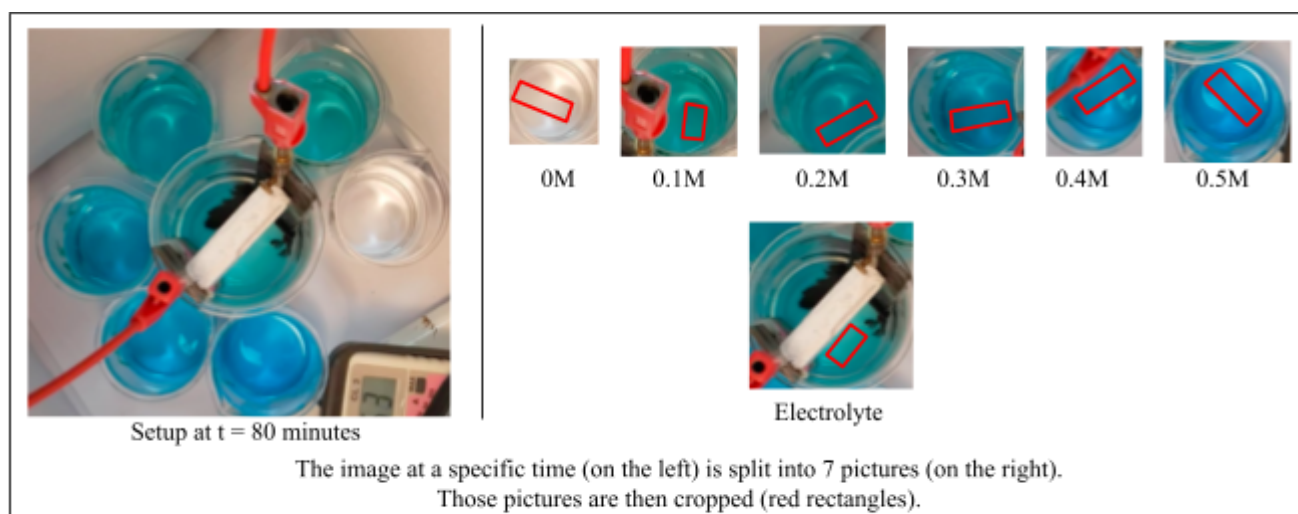 0M
0.1M
0.2M
0.3M
0.4M
0.5M
Electrolyte
Setup at t = 80 minutes
The image at a specific time (on the left) is split into 7 pictures (on the right).
Those pictures are then cropped (red rectangles).